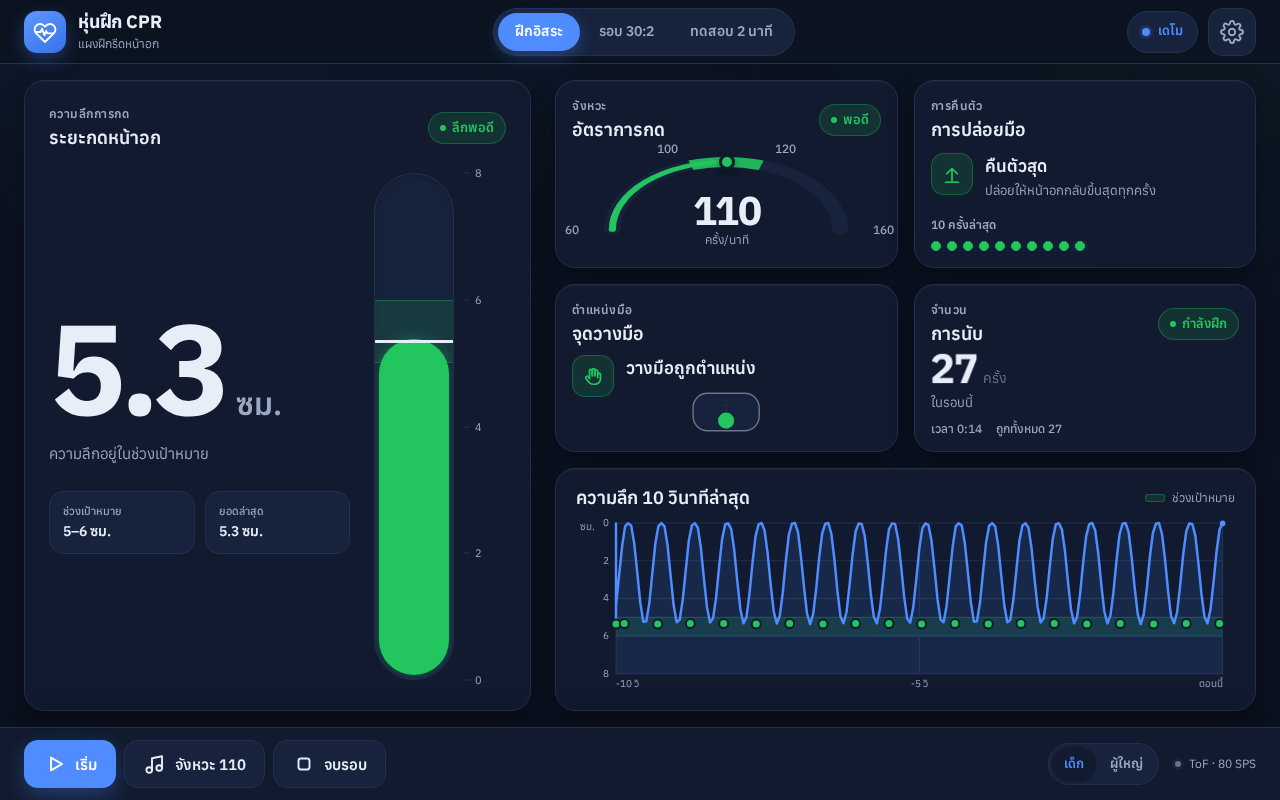 หุ่นฝึก CPR
แผงฝึกรีดหน้าอก
ฝึกอิสระ
รอบ 30:2
ทดสอบ 2 นาที
เดโม
ความลึกการกด
ระยะกดหน้าอก
ลึกพอดี
8
6
4
2
0
5.3 ซม.
ความลึกอยู่ในช่วงเป้าหมาย
ช่วงเป้าหมาย
5–6 ซม.
ยอดล่าสุด
5.3 ซม.
จังหวะ
อัตราการกด
พอดี
100
120
60
160
110
ครั้ง/นาที
การคืนตัว
การปล่อยมือ
คืนตัวสุด
ปล่อยให้หน้าอกกลับขึ้นสุดทุกครั้ง
10 ครั้งล่าสุด
ตำแหน่งมือ
จุดวางมือ
วางมือถูกตำแหน่ง
จำนวน
การนับ
กำลังฝึก
27 ครั้ง
ในรอบนี้
เวลา 0:14 ถูกทั้งหมด 27
ความลึก 10 วินาทีล่าสุด
ช่วงเป้าหมาย
ซม.
0
2
4
6
8
-10 วิ
-5 วิ
ตอนนี้
เริ่ม
จังหวะ 110
จบรอบ
เด็ก
ผู้ใหญ่
ToF · 80 SPS